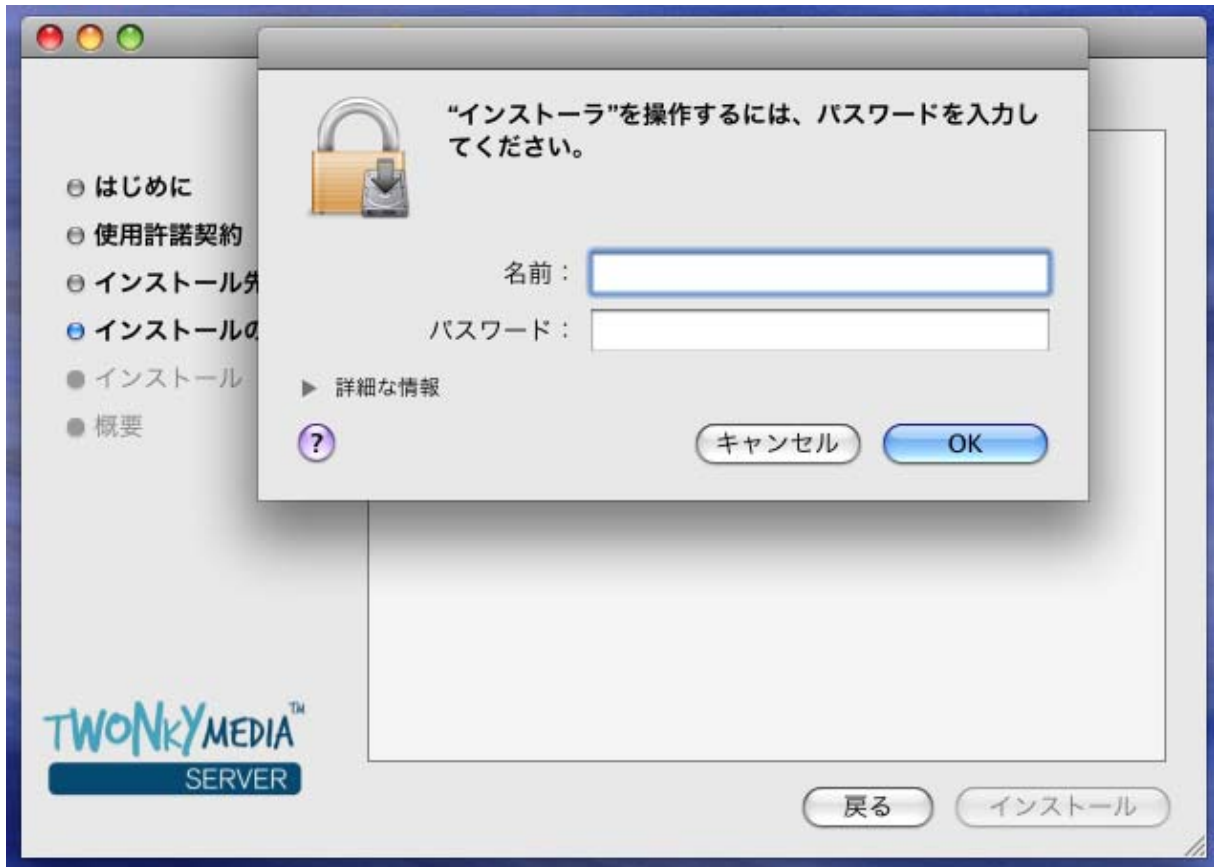 “インストーラ”を操作するには、パスワードを入力し
てください。
名前：
パスワード：
詳細な情報
?
キャンセル
OK
はじめに
使用許諾契約
インストール先
インストールの
インストール
概要
TWONKYMEDIA™
SERVER
戻る
インストール